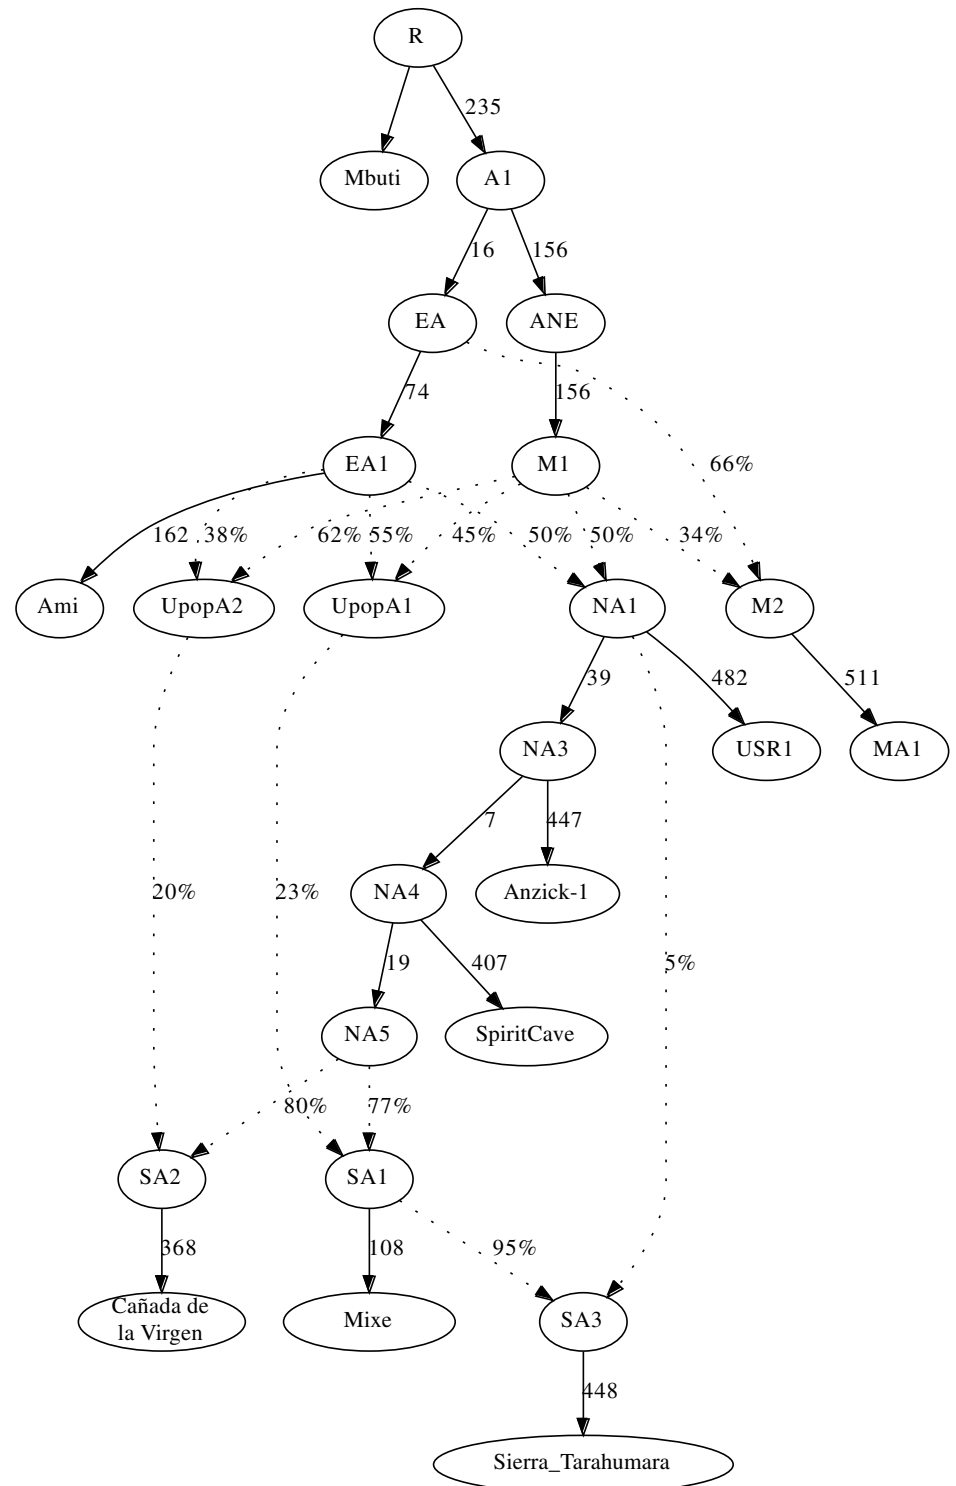 R
235
Mbuti
A1
16
156
EA
ANE
74
156
EA1
M1
66%
162
38%
62%
55%
45%
50%
50%
34%
Ami
UpopA2
UpopA1
NA1
M2
39
482
511
NA3
USR1
MA1
7
447
20%
23%
NA4
Anzick-1
19
407
5%
NA5
SpiritCave
80%
77%
SA2
SA1
368
108
95%
Cañada de
la Virgen
Mixe
SA3
448
Sierra_Tarahumara